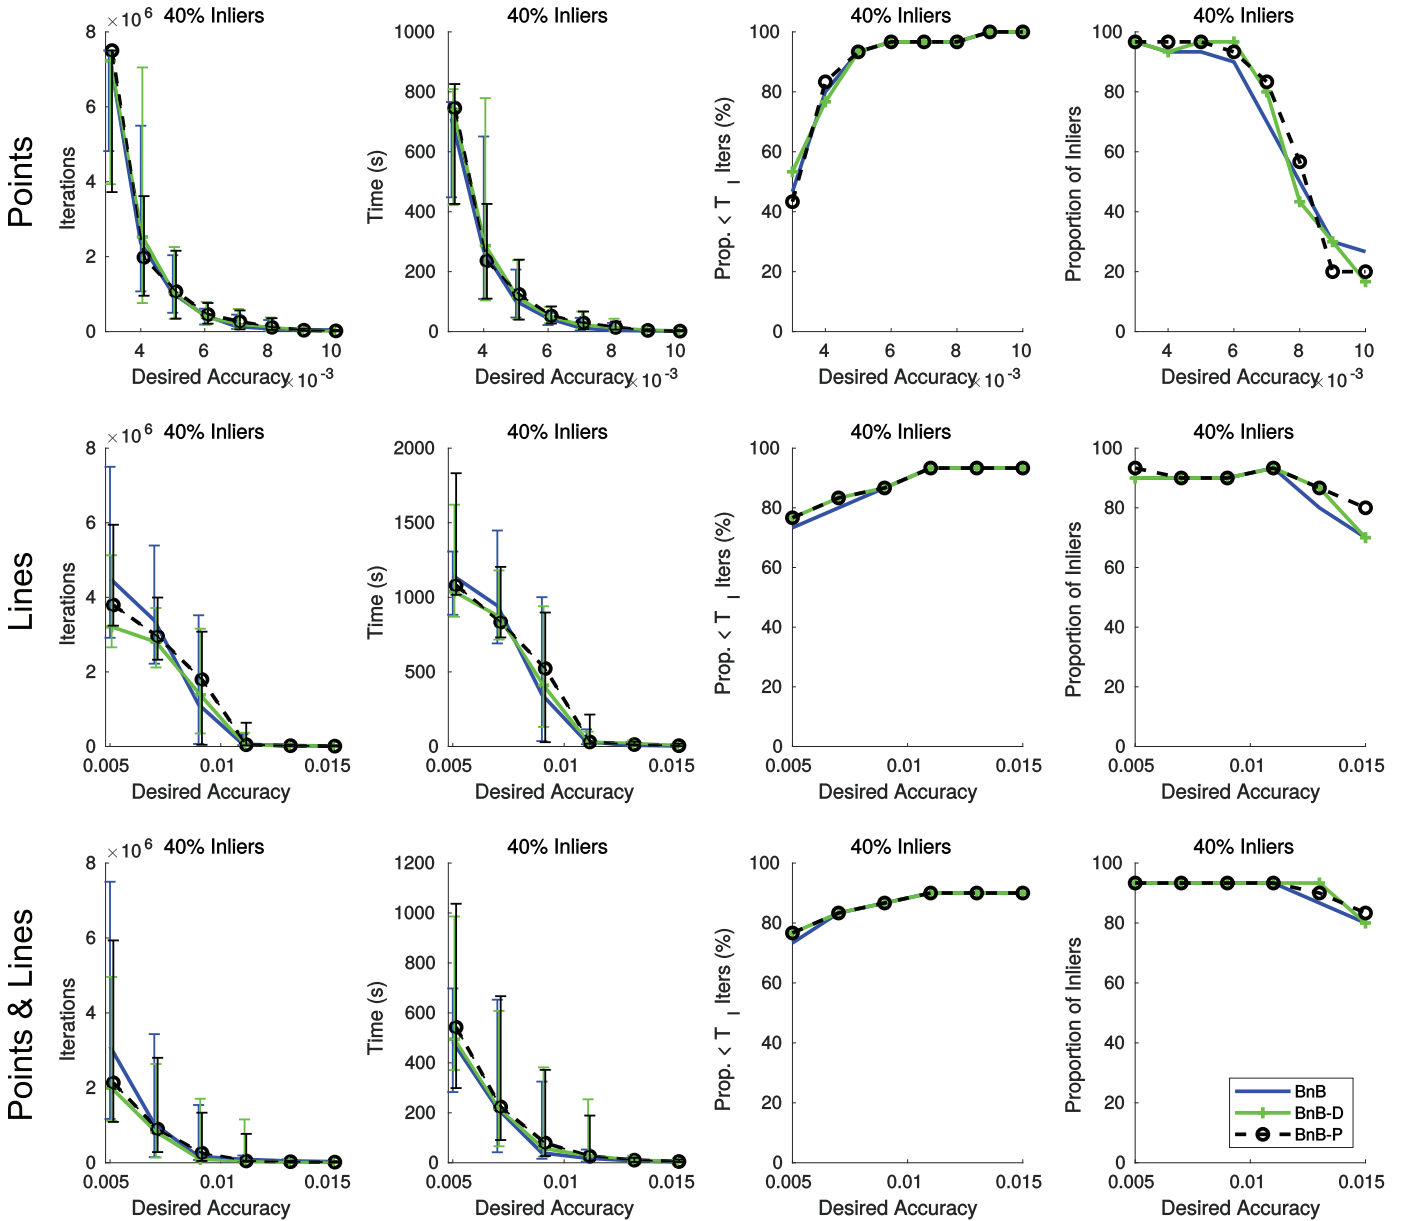 Points
40% Inliers
× 10 6
8
6
4
2
0
Iterations
4 6 8 10
Desired Accuracy × 10 -3
40% Inliers
1000
800
600
400
200
0
Time (s)
4 6 8 10
Desired Accuracy × 10 -3
40% Inliers
100
80
60
40
20
0
Prop. < T I Iters (%)
4 6 8 10
Desired Accuracy × 10 -3
40% Inliers
100
80
60
40
20
0
Proportion of Inliers
4 6 8 10
Desired Accuracy × 10 -3
Lines
40% Inliers
× 10 6
8
6
4
2
0
Iterations
0.005 0.01 0.015
Desired Accuracy
40% Inliers
2000
1500
1000
500
0
Time (s)
0.005 0.01 0.015
Desired Accuracy
40% Inliers
100
80
60
40
20
0
Prop. < T I Iters (%)
0.005 0.01 0.015
Desired Accuracy
40% Inliers
100
80
60
40
20
0
Proportion of Inliers
0.005 0.01 0.015
Desired Accuracy
Points & Lines
40% Inliers
× 10 6
8
6
4
2
0
Iterations
0.005 0.01 0.015
Desired Accuracy
40% Inliers
1200
1000
800
600
400
200
0
Time (s)
0.005 0.01 0.015
Desired Accuracy
40% Inliers
100
80
60
40
20
0
Prop. < T I Iters (%)
0.005 0.01 0.015
Desired Accuracy
40% Inliers
100
80
60
40
20
0
Proportion of Inliers
0.005 0.01 0.015
Desired Accuracy
BnB
BnB-D
BnB-P